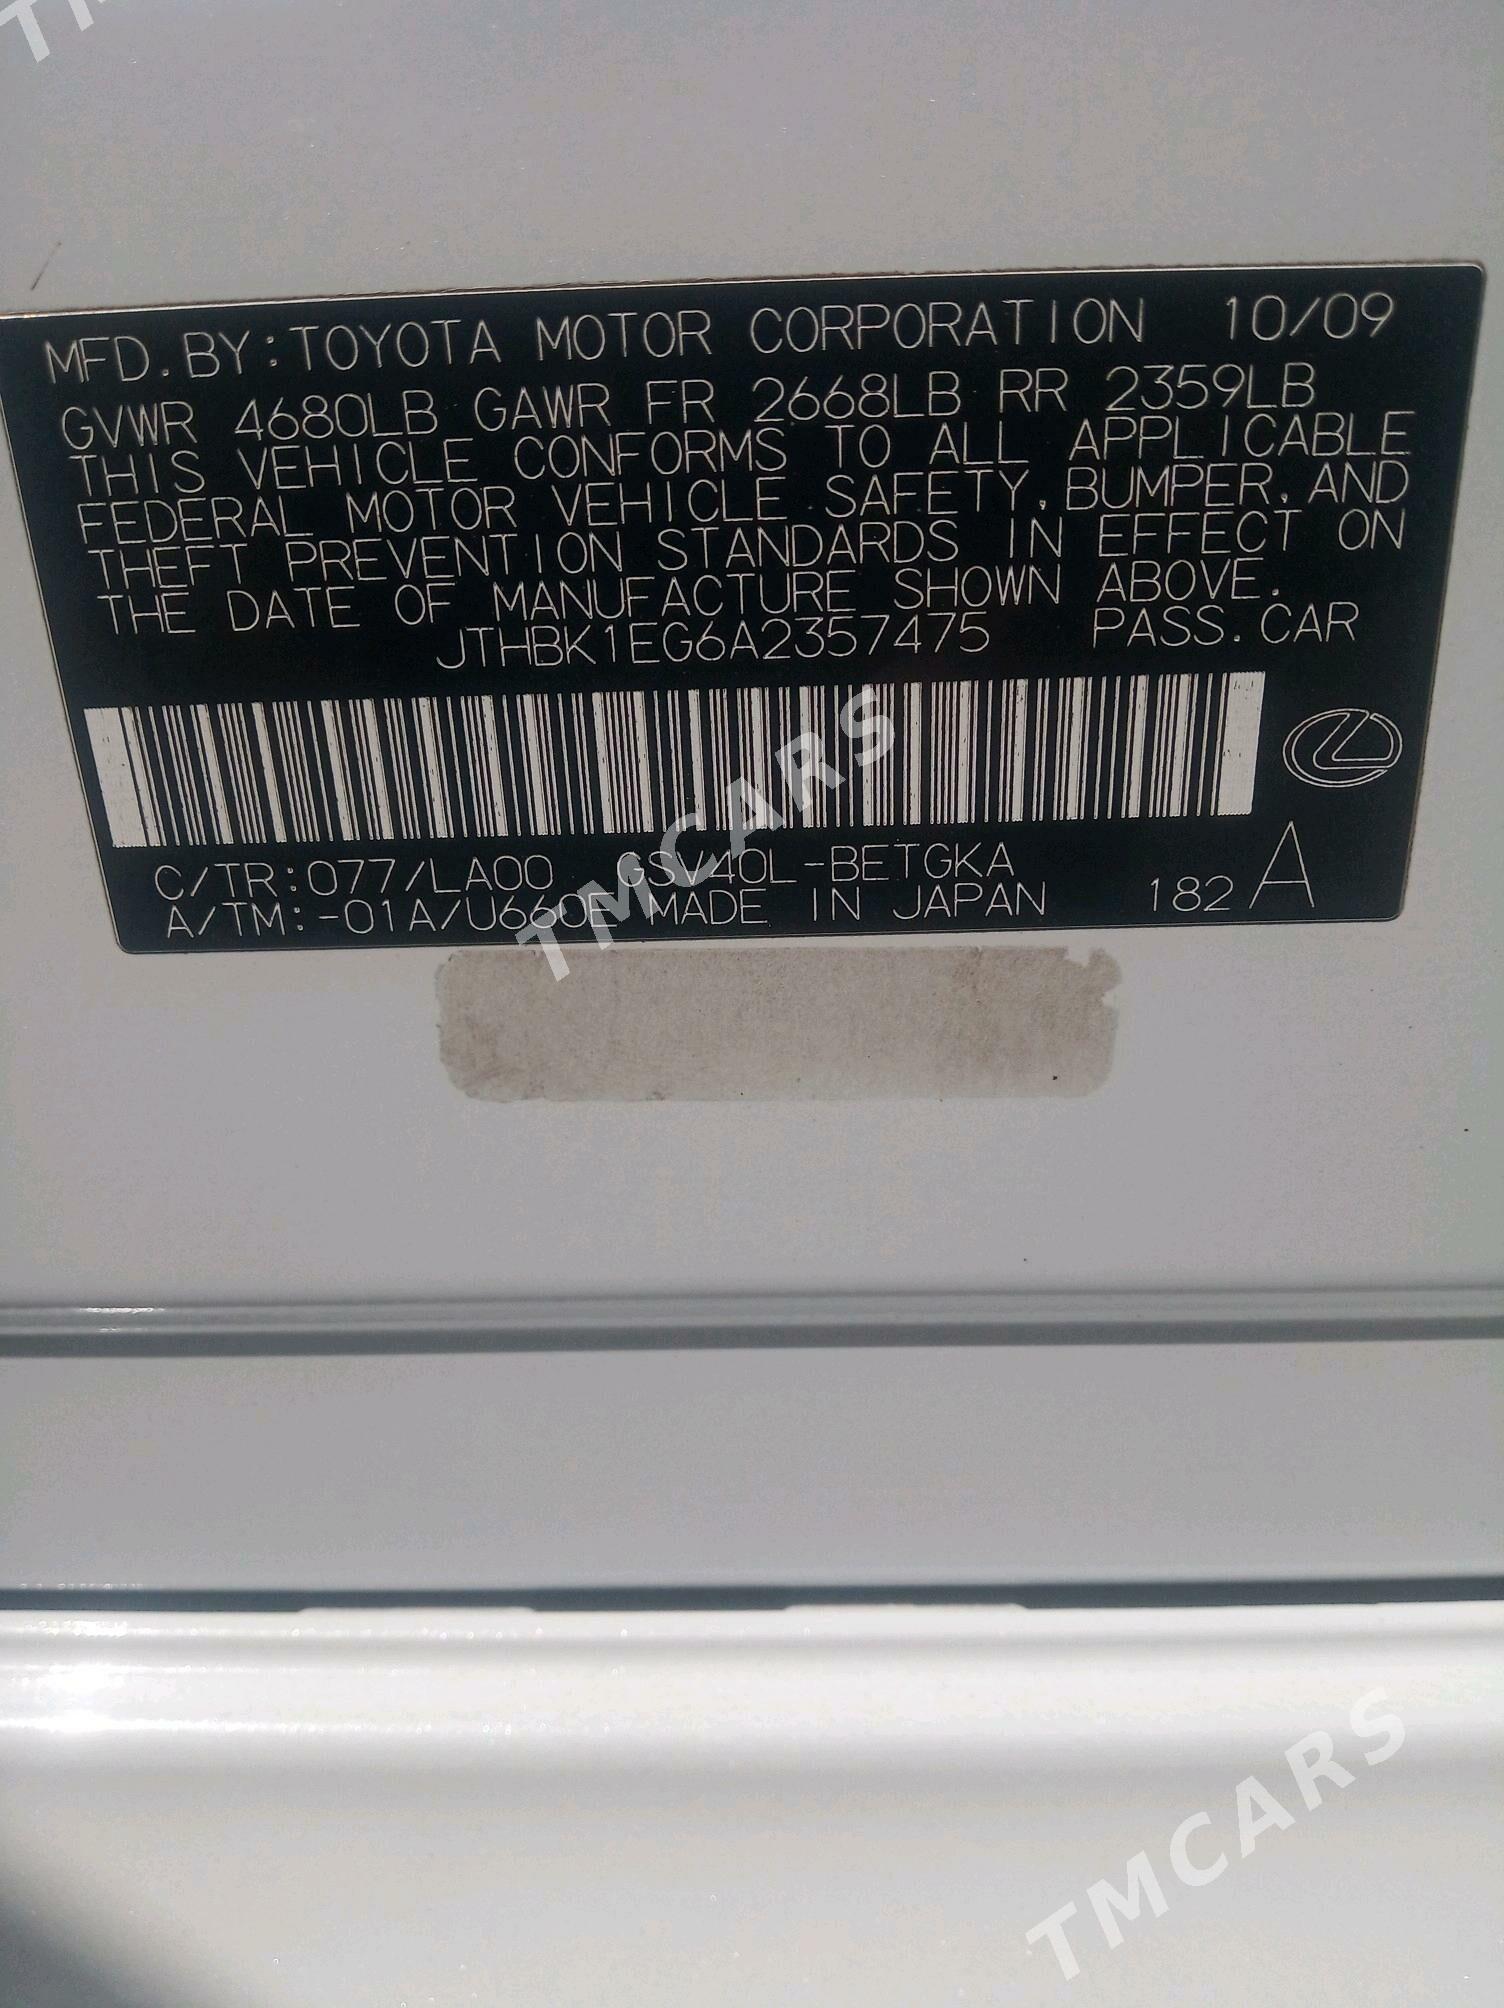 TM
MFD.BY:TOYOTA MOTOR CORPORATION 10/09
GVWR 4680LB GAWR FR 2668LB RR 2359LB
THIS VEHICLE CONFORMS TO ALL APPLICABLE
FEDERAL MOTOR VEHICLE SAFETY,BUMPER,AND
THEFT PREVENTION STANDARDS IN EFFECT ON
THE DATE OF MANUFACTURE SHOWN ABOVE.
JTHBK1EG6A2357475 PASS.CAR
TMCARS
C/TR:077/LA00 GSV40L-BETGKA
A/TM:-01A/U660E MADE IN JAPAN 182 A
TMCARS